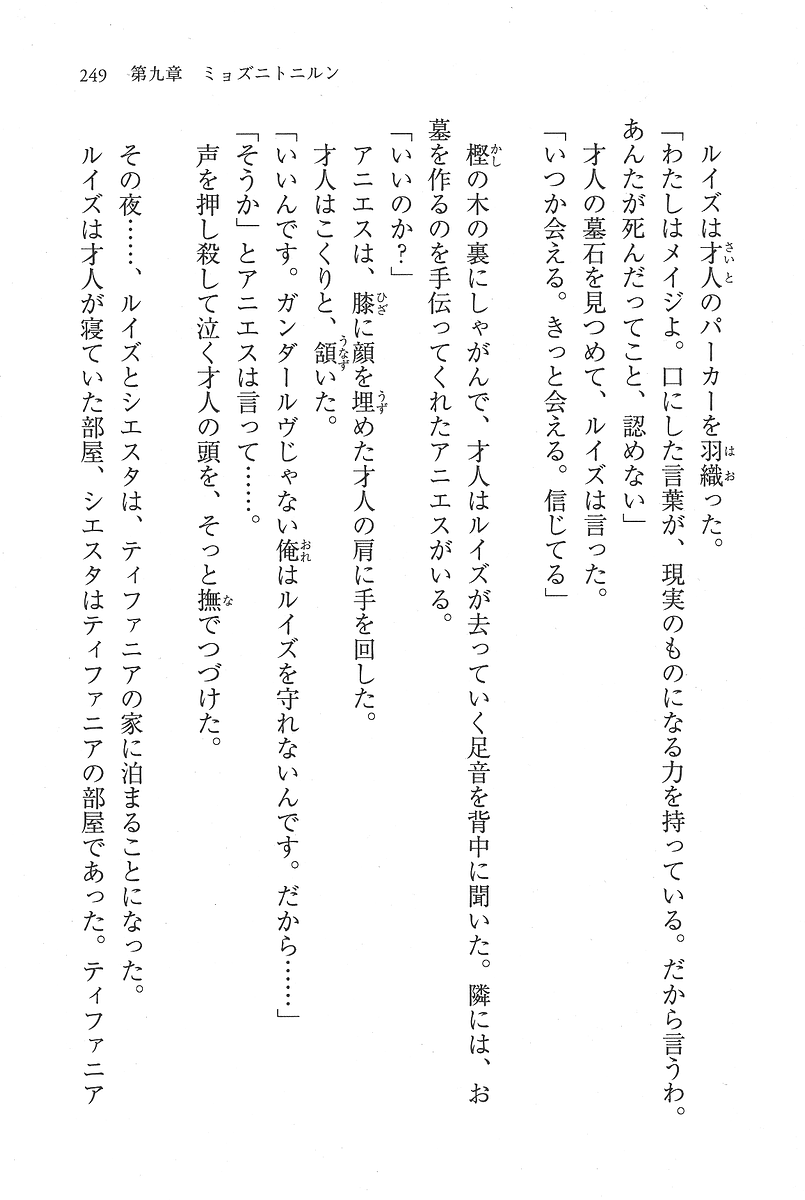 249 第九章 ミョズニトニルン
ルイズは才人のパーカーを羽織った。
「わたしはメイジよ。口にした言葉が、現実のものになる力を持っている。だから言うわ。
あんたが死んだってこと、認めない」
才人の墓石を見つめて、ルイズは言った。
「いつか会える。きっと会える。信じてる」
樫の木の裏にしゃがんで、才人はルイズが去っていく足音を背中に聞いた。隣には、お
墓を作るのを手伝ってくれたアニエスがいる。
「いいのか？」
アニエスは、膝に顔を埋めた才人の肩に手を回した。
才人はこくりと、頷いた。
「いいんです。ガンダールヴじゃない俺はルイズを守れないんです。だから……」
「そうか」とアニエスは言って……。
声を押し殺して泣く才人の頭を、そっと撫でつづけた。
その夜……、ルイズとシエスタは、ティファニアの家に泊まることになった。
ルイズは才人が寝ていた部屋、シエスタはティファニアの部屋であった。ティファニア